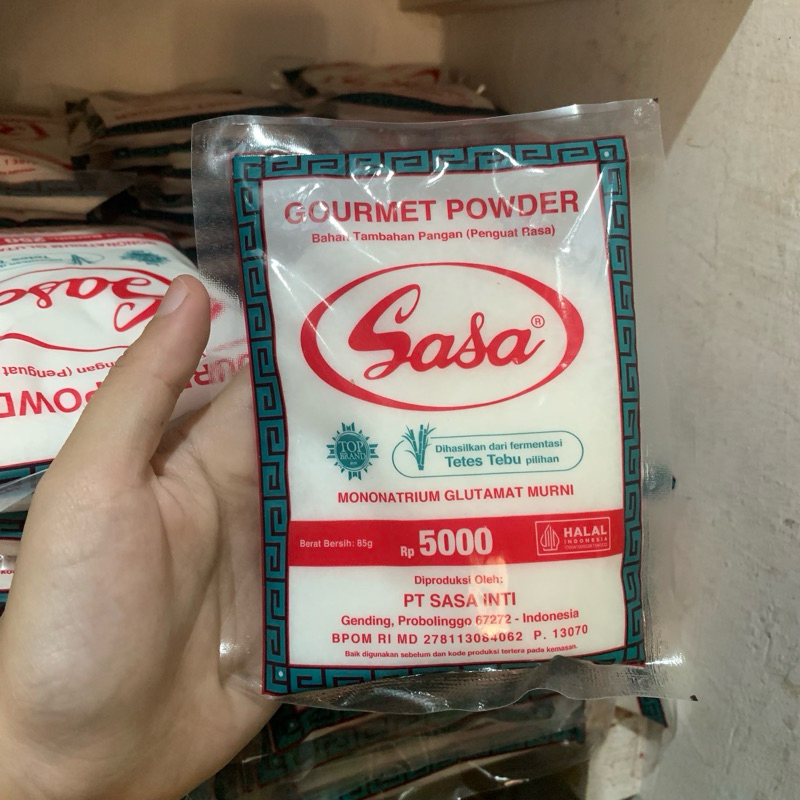 GOURMET POWDER
Bahan Tambahan Pangan (Penguat Rasa)
Sasa®
TOP
BRAND
Dihasilkan dari fermentasi
Tetes Tebu pilihan
MONONATRIUM GLUTAMAT MURNI
Berat Bersih: 85g
Rp 5000
HALAL
INDONESIA
Diproduksi Oleh:
PT SASA INTI
Gending, Probolinggo 67272 - Indonesia
BPOM RI MD 278113084062 P. 13070
Baik digunakan sebelum dan kode produksi tertera pada kemasan.
Sasa